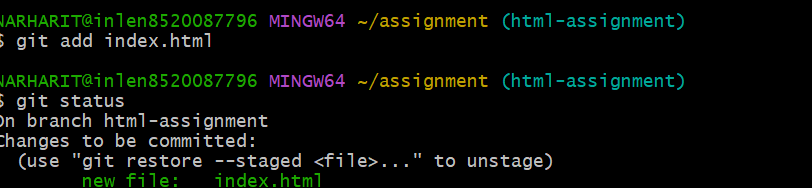 NARHARIT@inlen8520087796 MINGW64 ~/assignment (html-assignment)
$ git add index.html
NARHARIT@inlen8520087796 MINGW64 ~/assignment (html-assignment)
$ git status
On branch html-assignment
Changes to be committed:
(use "git restore --staged <file>..." to unstage)
new file: index.html